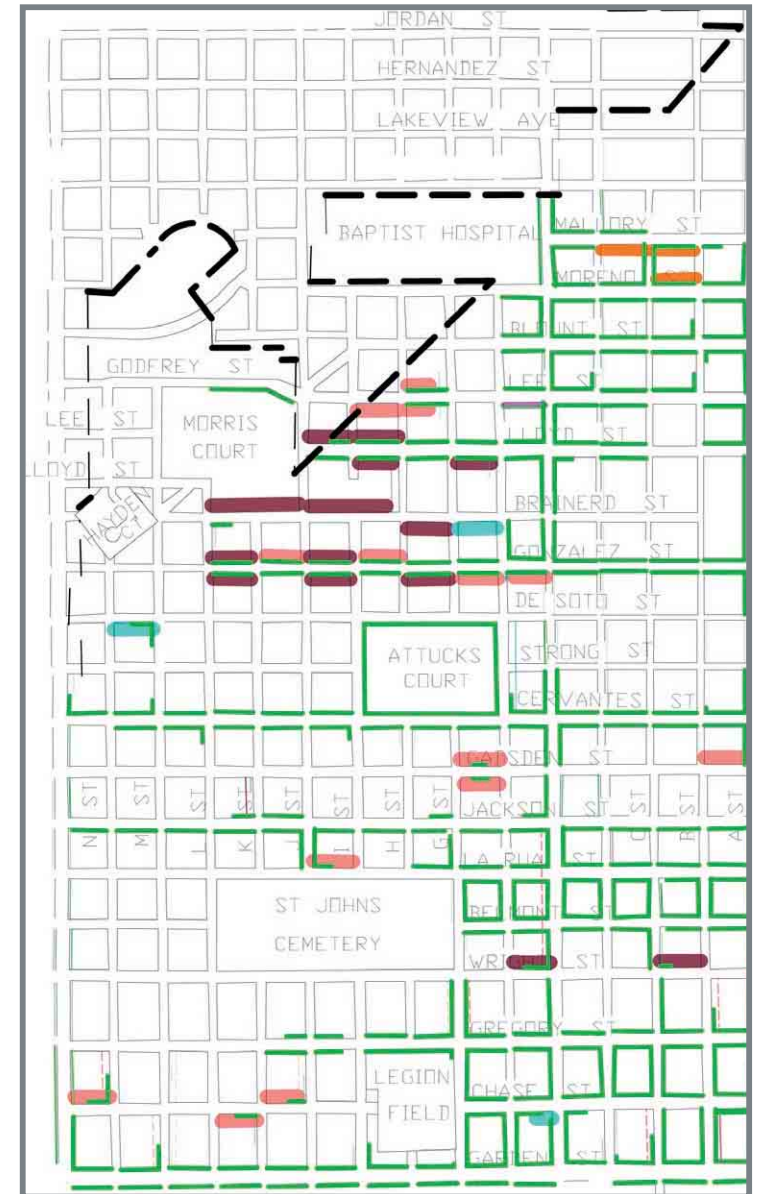 JORDAN ST
HERNANDEZ ST
LAKEVIEW AVE
MALLORY ST
BAPTIST HOSPITAL
MORENO ST
BLOUNT ST
GODFREY ST
LEE ST
LEE ST
MORRIS
COURT
LLOYD ST
LLOYD ST
HAYDEN
CT
BRAINERD ST
GONZALEZ ST
DE SOTO ST
STRONG ST
ATTUCKS
COURT
CERVANTES ST
GADSDEN ST
N ST
M ST
L ST
K ST
J ST
I ST
H ST
G ST
C ST
B ST
A ST
JACKSON ST
LA RUA ST
BELMONT ST
ST JOHNS
CEMETERY
WRIGHT ST
GREGORY ST
LEGION
FIELD
CHASE ST
GARDEN ST